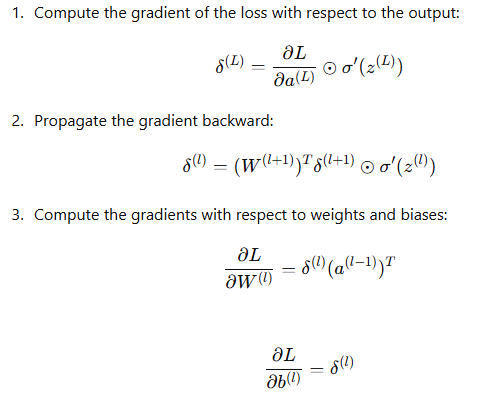 1. Compute the gradient of the loss with respect to the output:
δ^(L) = ∂L/∂a^(L) ⊙ σ′(z^(L))
2. Propagate the gradient backward:
δ^(l) = (W^(l+1))^T δ^(l+1) ⊙ σ′(z^(l))
3. Compute the gradients with respect to weights and biases:
∂L/∂W^(l) = δ^(l)(a^(l−1))^T
∂L/∂b^(l) = δ^(l)